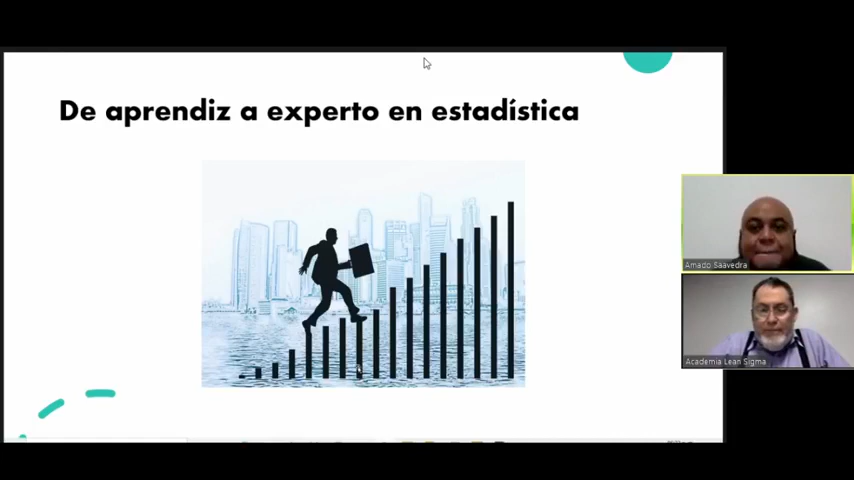 De aprendiz a experto en estadística
Amado Saavedra
Academia Lean Sigma